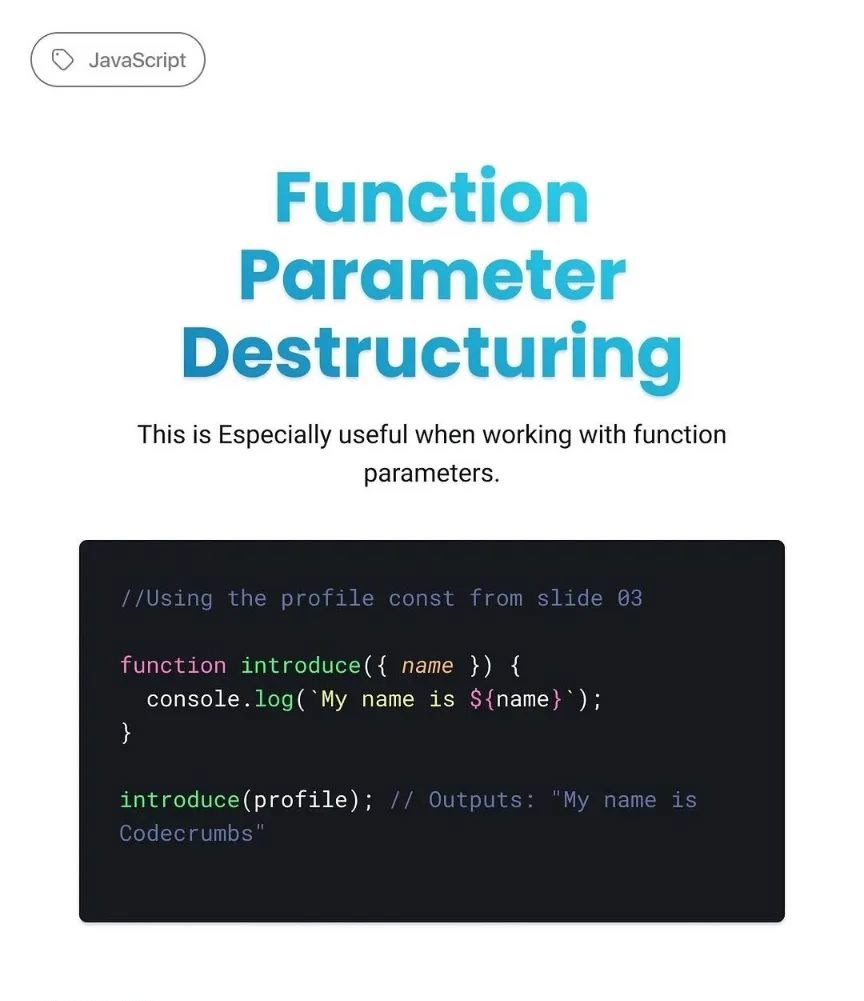 JavaScript
Function
Parameter
Destructuring
This is Especially useful when working with function
parameters.
//Using the profile const from slide 03
function introduce({ name }) {
  console.log(`My name is ${name}`);
}
introduce(profile); // Outputs: "My name is
Codecrumbs"